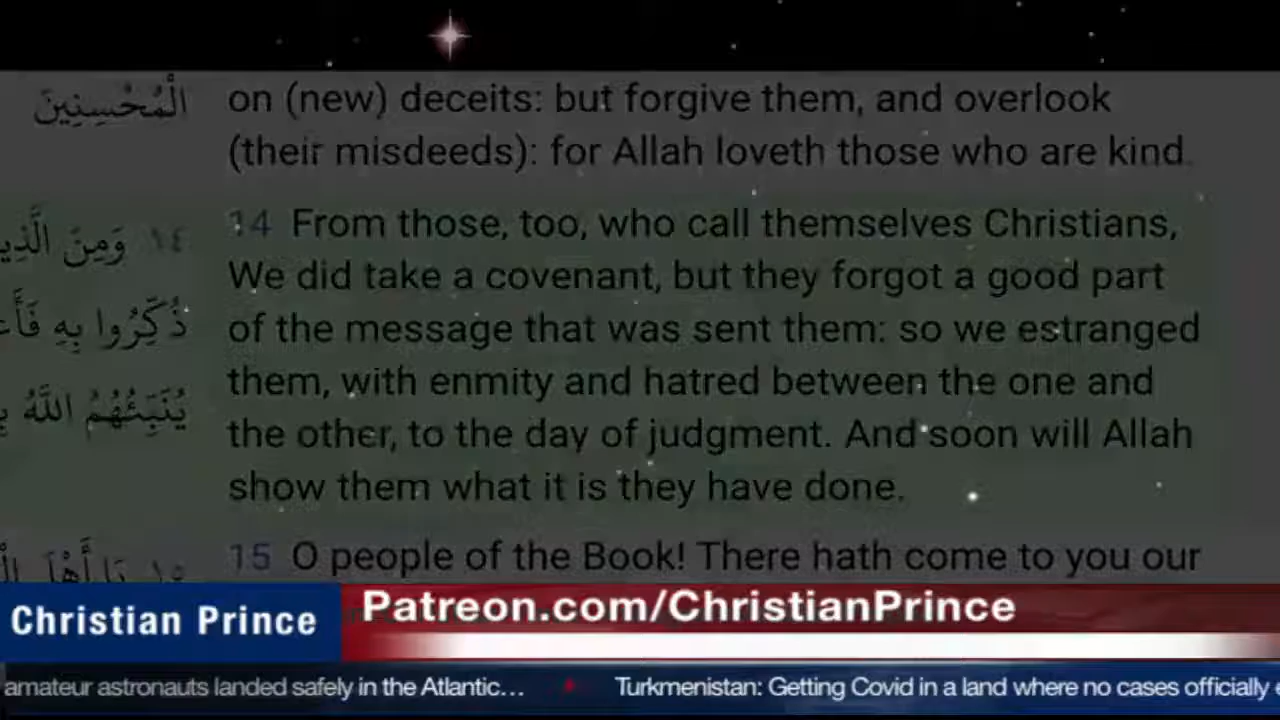 الْمُحْسِنِينَ
on (new) deceits: but forgive them, and overlook
(their misdeeds): for Allah loveth those who are kind.
14 From those, too, who call themselves Christians,
We did take a covenant, but they forgot a good part
of the message that was sent them: so we estranged
them, with enmity and hatred between the one and
the other, to the day of judgment. And soon will Allah
show them what it is they have done.
١٤ وَمِنَ
ذُكِّرُوا بِهِ
يُنَبِّئُهُمُ اللَّهُ
15 O people of the Book! There hath come to you our
١٥ يَا أَهْلَ
Christian Prince
Patreon.com/ChristianPrince
amateur astronauts landed safely in the Atlantic...
Turkmenistan: Getting Covid in a land where no cases officially